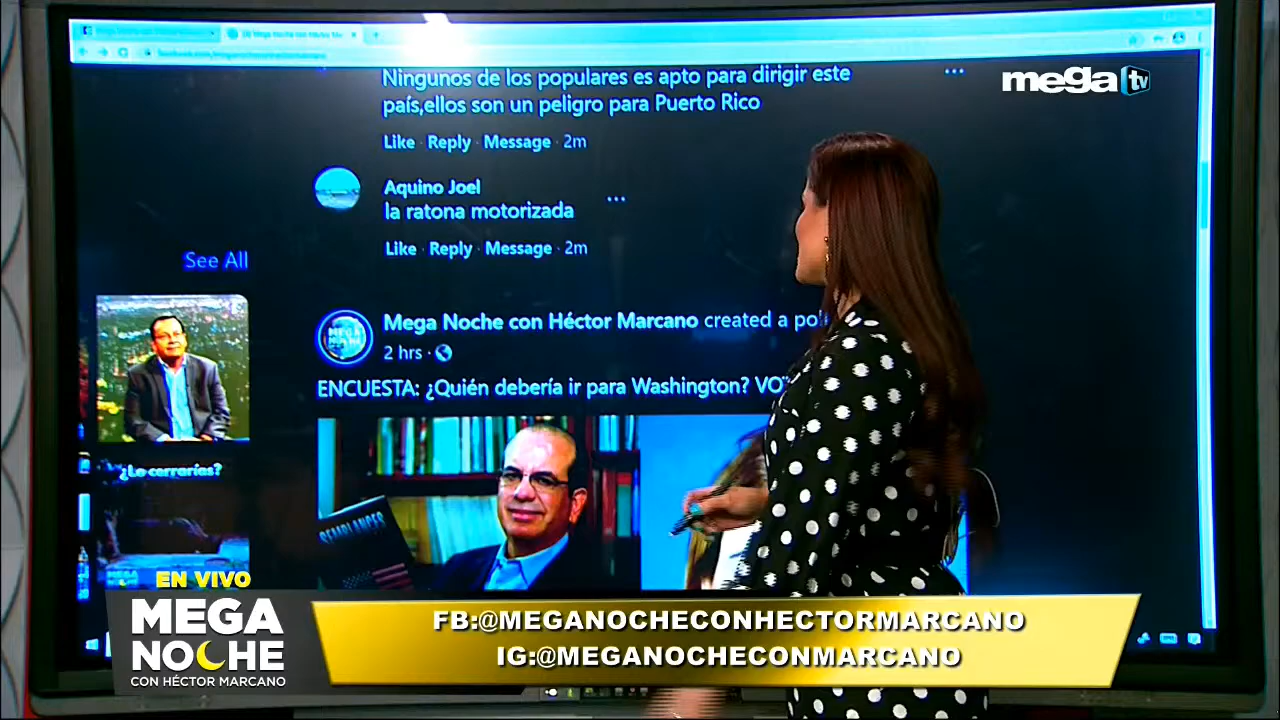 Ningunos de los populares es apto para dirigir este
país,ellos son un peligro para Puerto Rico
Like · Reply · Message · 2m
mega tv
Aquino Joel
la ratona motorizada
Like · Reply · Message · 2m
See All
Mega Noche con Héctor Marcano created a
2 hrs ·
ENCUESTA: ¿Quién debería ir para Washington?
¿Lo cerrarías?
SEMBLANZAS
EN VIVO
MEGA
NOCHE
CON HÉCTOR MARCANO
FB:@MEGANOCHECONHECTORMARCANO
IG:@MEGANOCHECONMARCANO